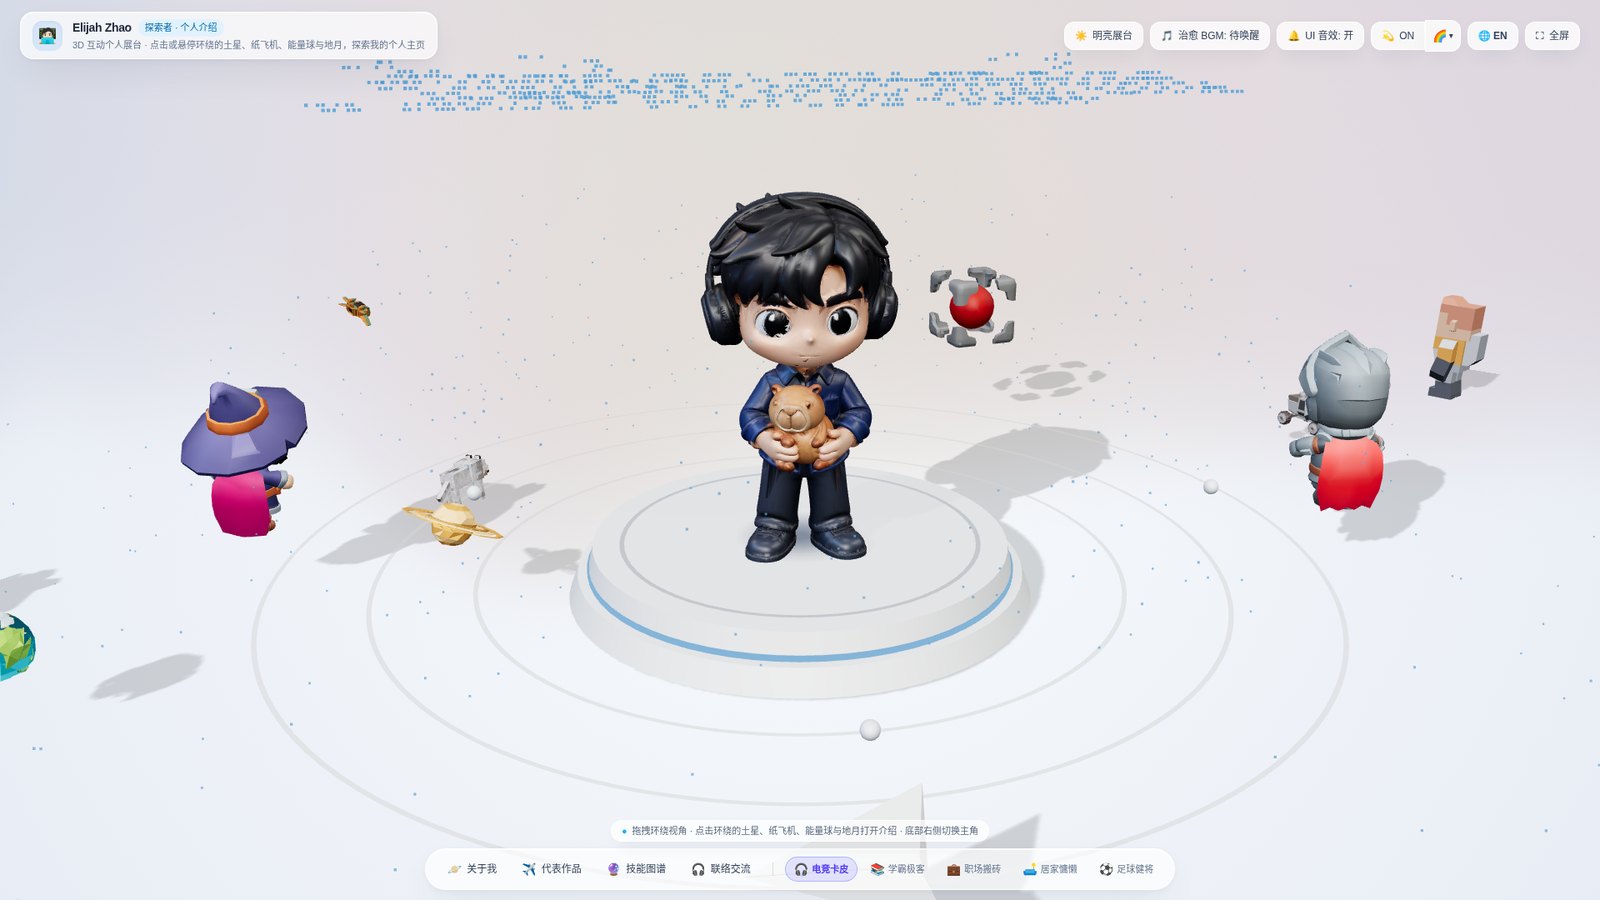 Elijah Zhao 探索者 · 个人介绍
3D 互动个人展台 · 点击或悬停环绕的土星、纸飞机、能量球与地月，探索我的个人主页
明亮展台
治愈 BGM: 待唤醒
UI 音效: 开
ON
EN
全屏
拖拽环绕视角 · 点击环绕的土星、纸飞机、能量球与地月打开介绍 · 底部右侧切换主角
关于我
代表作品
技能图谱
联络交流
电竞卡皮
学霸极客
职场搬砖
居家慵懒
足球健将